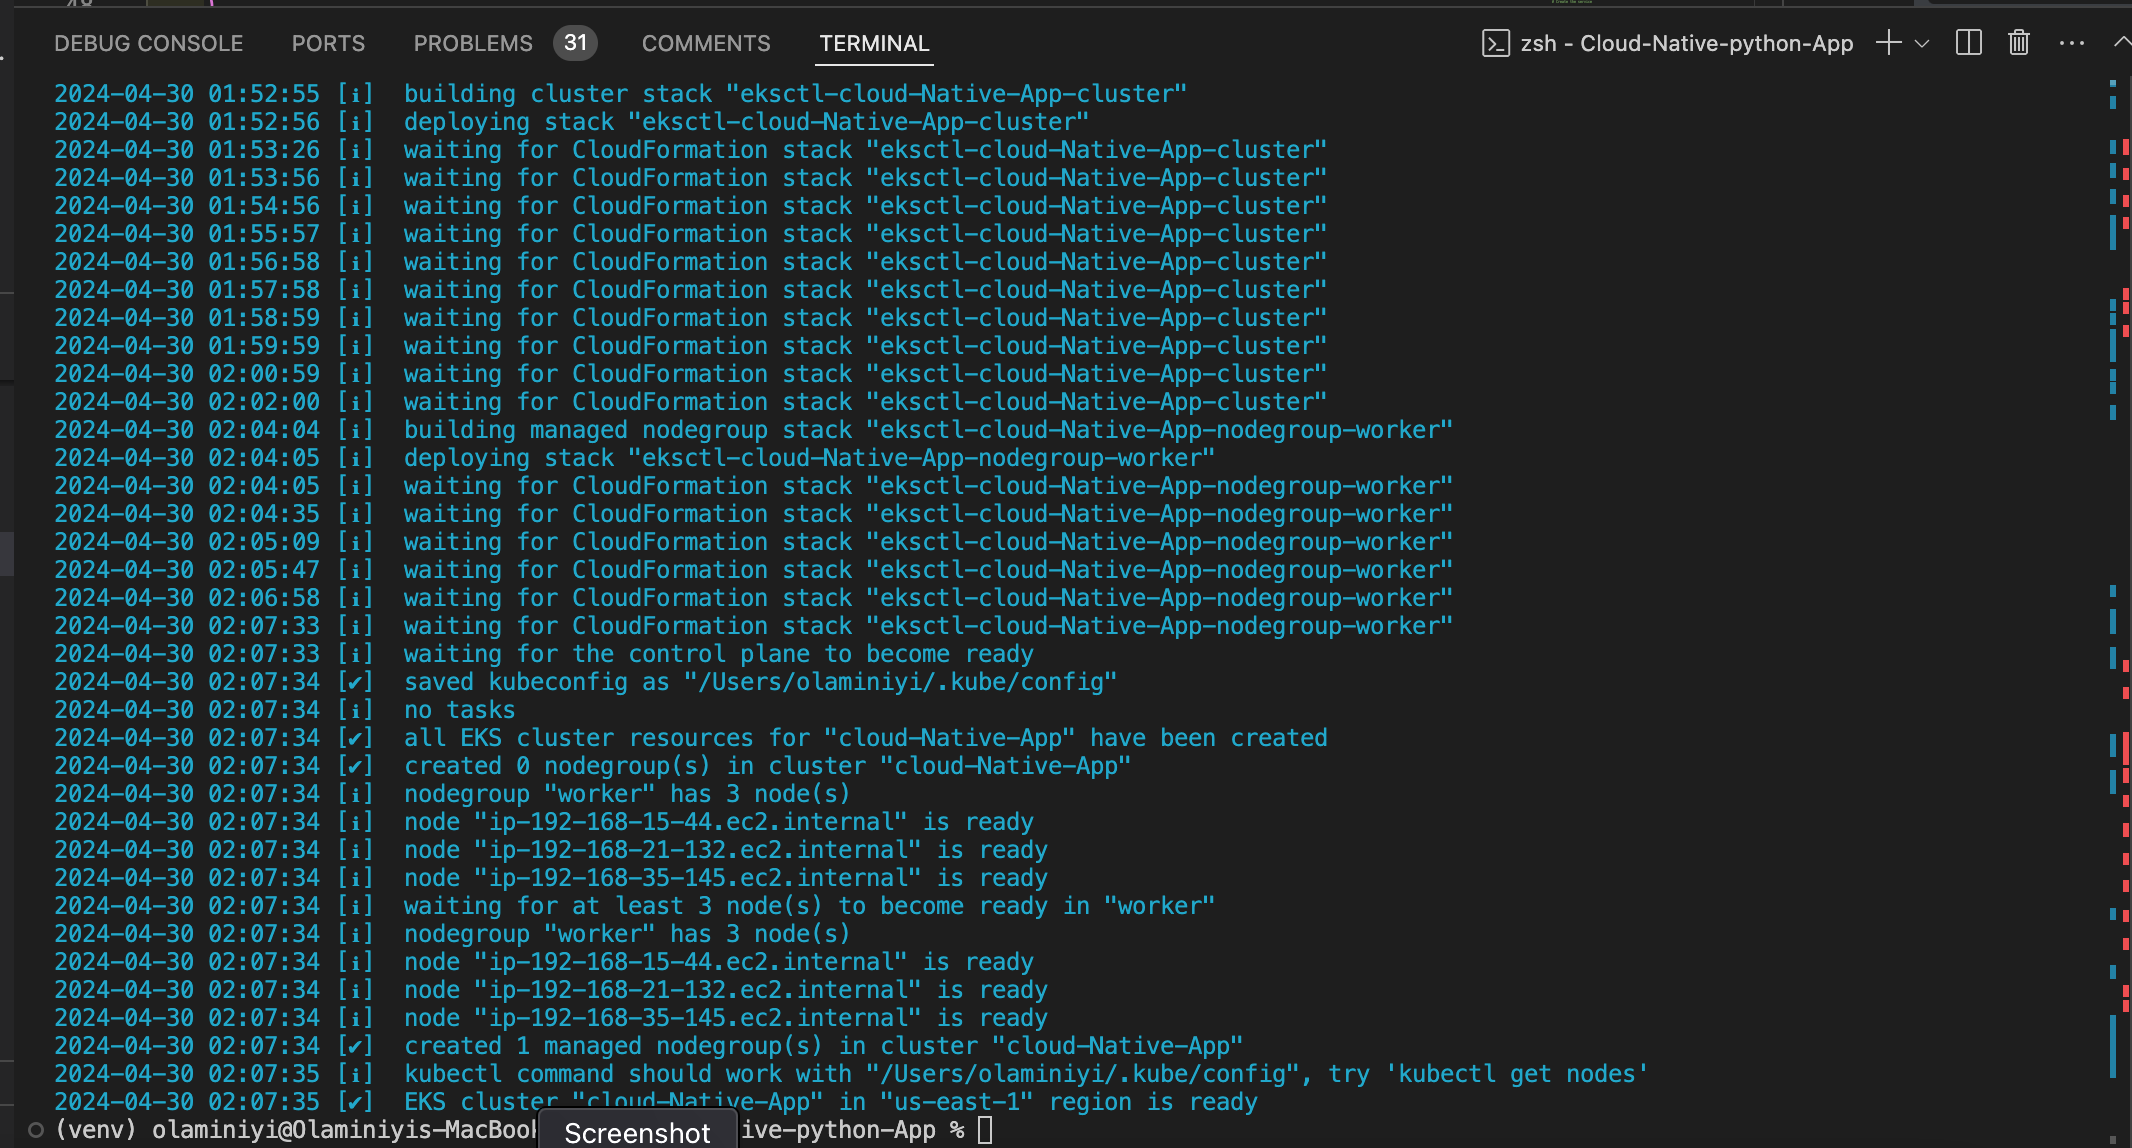 DEBUG CONSOLE PORTS PROBLEMS 31 COMMENTS TERMINAL zsh - Cloud-Native-python-App
2024-04-30 01:52:55 [i] building cluster stack "eksctl-cloud-Native-App-cluster"
2024-04-30 01:52:56 [i] deploying stack "eksctl-cloud-Native-App-cluster"
2024-04-30 01:53:26 [i] waiting for CloudFormation stack "eksctl-cloud-Native-App-cluster"
2024-04-30 01:53:56 [i] waiting for CloudFormation stack "eksctl-cloud-Native-App-cluster"
2024-04-30 01:54:56 [i] waiting for CloudFormation stack "eksctl-cloud-Native-App-cluster"
2024-04-30 01:55:57 [i] waiting for CloudFormation stack "eksctl-cloud-Native-App-cluster"
2024-04-30 01:56:58 [i] waiting for CloudFormation stack "eksctl-cloud-Native-App-cluster"
2024-04-30 01:57:58 [i] waiting for CloudFormation stack "eksctl-cloud-Native-App-cluster"
2024-04-30 01:58:59 [i] waiting for CloudFormation stack "eksctl-cloud-Native-App-cluster"
2024-04-30 01:59:59 [i] waiting for CloudFormation stack "eksctl-cloud-Native-App-cluster"
2024-04-30 02:00:59 [i] waiting for CloudFormation stack "eksctl-cloud-Native-App-cluster"
2024-04-30 02:02:00 [i] waiting for CloudFormation stack "eksctl-cloud-Native-App-cluster"
2024-04-30 02:04:04 [i] building managed nodegroup stack "eksctl-cloud-Native-App-nodegroup-worker"
2024-04-30 02:04:05 [i] deploying stack "eksctl-cloud-Native-App-nodegroup-worker"
2024-04-30 02:04:05 [i] waiting for CloudFormation stack "eksctl-cloud-Native-App-nodegroup-worker"
2024-04-30 02:04:35 [i] waiting for CloudFormation stack "eksctl-cloud-Native-App-nodegroup-worker"
2024-04-30 02:05:09 [i] waiting for CloudFormation stack "eksctl-cloud-Native-App-nodegroup-worker"
2024-04-30 02:05:47 [i] waiting for CloudFormation stack "eksctl-cloud-Native-App-nodegroup-worker"
2024-04-30 02:06:58 [i] waiting for CloudFormation stack "eksctl-cloud-Native-App-nodegroup-worker"
2024-04-30 02:07:33 [i] waiting for CloudFormation stack "eksctl-cloud-Native-App-nodegroup-worker"
2024-04-30 02:07:33 [i] waiting for the control plane to become ready
2024-04-30 02:07:34 [✔] saved kubeconfig as "/Users/olaminiyi/.kube/config"
2024-04-30 02:07:34 [i] no tasks
2024-04-30 02:07:34 [✔] all EKS cluster resources for "cloud-Native-App" have been created
2024-04-30 02:07:34 [✔] created 0 nodegroup(s) in cluster "cloud-Native-App"
2024-04-30 02:07:34 [i] nodegroup "worker" has 3 node(s)
2024-04-30 02:07:34 [i] node "ip-192-168-15-44.ec2.internal" is ready
2024-04-30 02:07:34 [i] node "ip-192-168-21-132.ec2.internal" is ready
2024-04-30 02:07:34 [i] node "ip-192-168-35-145.ec2.internal" is ready
2024-04-30 02:07:34 [i] waiting for at least 3 node(s) to become ready in "worker"
2024-04-30 02:07:34 [i] nodegroup "worker" has 3 node(s)
2024-04-30 02:07:34 [i] node "ip-192-168-15-44.ec2.internal" is ready
2024-04-30 02:07:34 [i] node "ip-192-168-21-132.ec2.internal" is ready
2024-04-30 02:07:34 [i] node "ip-192-168-35-145.ec2.internal" is ready
2024-04-30 02:07:34 [✔] created 1 managed nodegroup(s) in cluster "cloud-Native-App"
2024-04-30 02:07:35 [i] kubectl command should work with "/Users/olaminiyi/.kube/config", try 'kubectl get nodes'
2024-04-30 02:07:35 [✔] EKS cluster "cloud-Native-App" in "us-east-1" region is ready
(venv) olaminiyi@Olaminiyis-MacBook Screenshot ive-python-App %